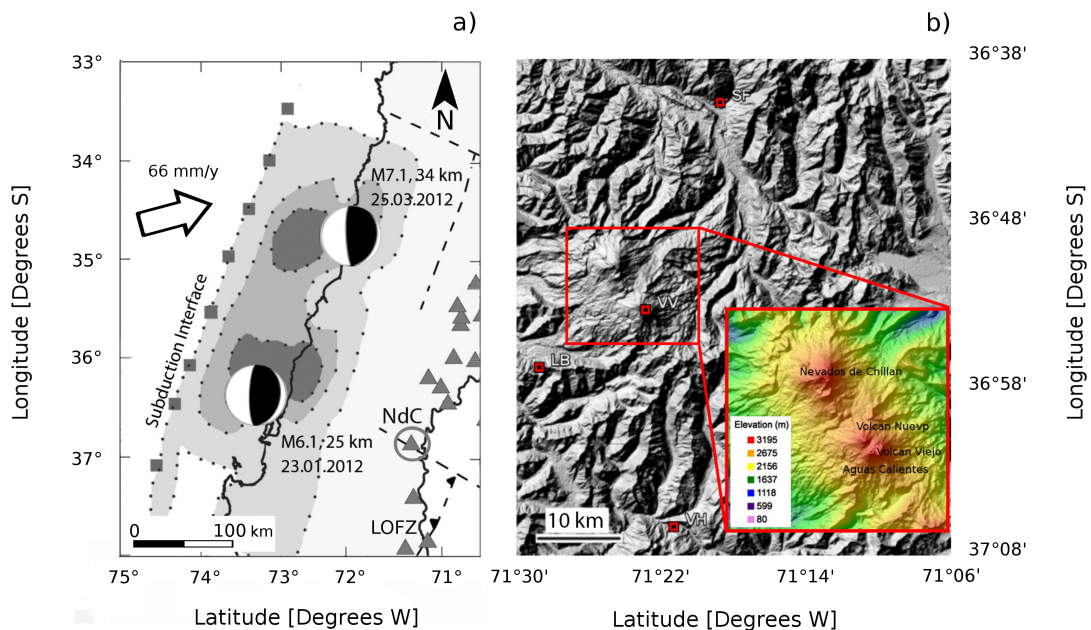 a)
b)
33°
34°
35°
36°
37°
75°
74°
73°
72°
71°
Longitude [Degrees S]
Latitude [Degrees W]
66 mm/y
N
M7.1, 34 km
25.03.2012
Subduction Interface
NdC
M6.1, 25 km
23.01.2012
LOFZ
0
100 km
36°38'
36°48'
36°58'
37°08'
71°30'
71°22'
71°14'
71°06'
Longitude [Degrees S]
Latitude [Degrees W]
SF
VV
LB
VH
10 km
Nevados de Chillan
Volcan Nuevp
Volcan Viejo
Aguas Calientes
Elevation (m)
3195
2675
2156
1637
1118
599
80